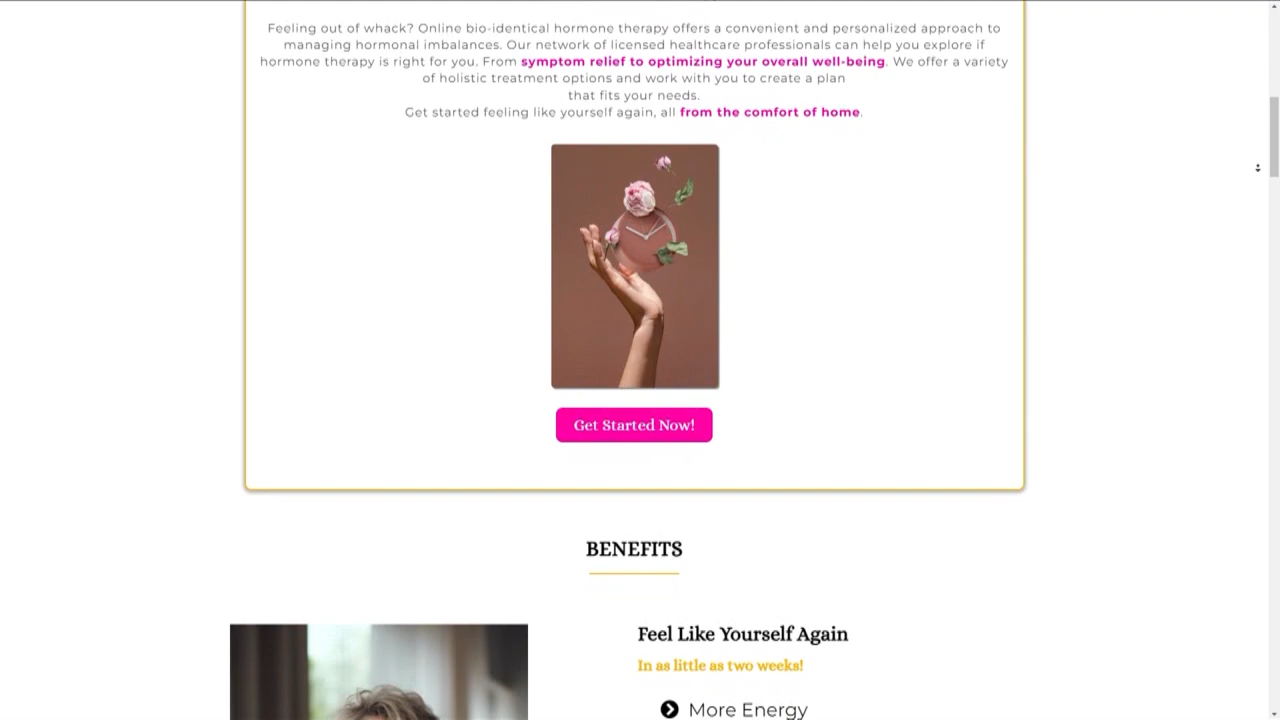 Feeling out of whack? Online bio-identical hormone therapy offers a convenient and personalized approach to
managing hormonal imbalances. Our network of licensed healthcare professionals can help you explore if
hormone therapy is right for you. From symptom relief to optimizing your overall well-being. We offer a variety
of holistic treatment options and work with you to create a plan
that fits your needs.
Get started feeling like yourself again, all from the comfort of home.
Get Started Now!
BENEFITS
Feel Like Yourself Again
In as little as two weeks!
More Energy